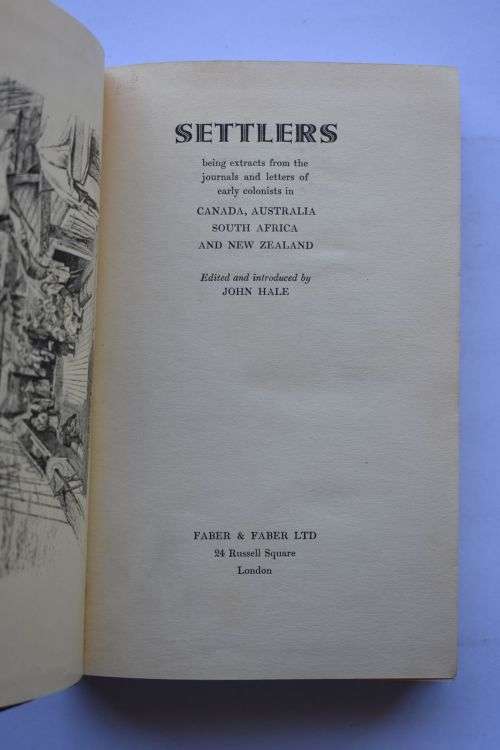 SETTLERS
being extracts from the
journals and letters of
early colonists in
CANADA, AUSTRALIA
SOUTH AFRICA
AND NEW ZEALAND
Edited and introduced by
JOHN HALE
FABER & FABER LTD
24 Russell Square
London